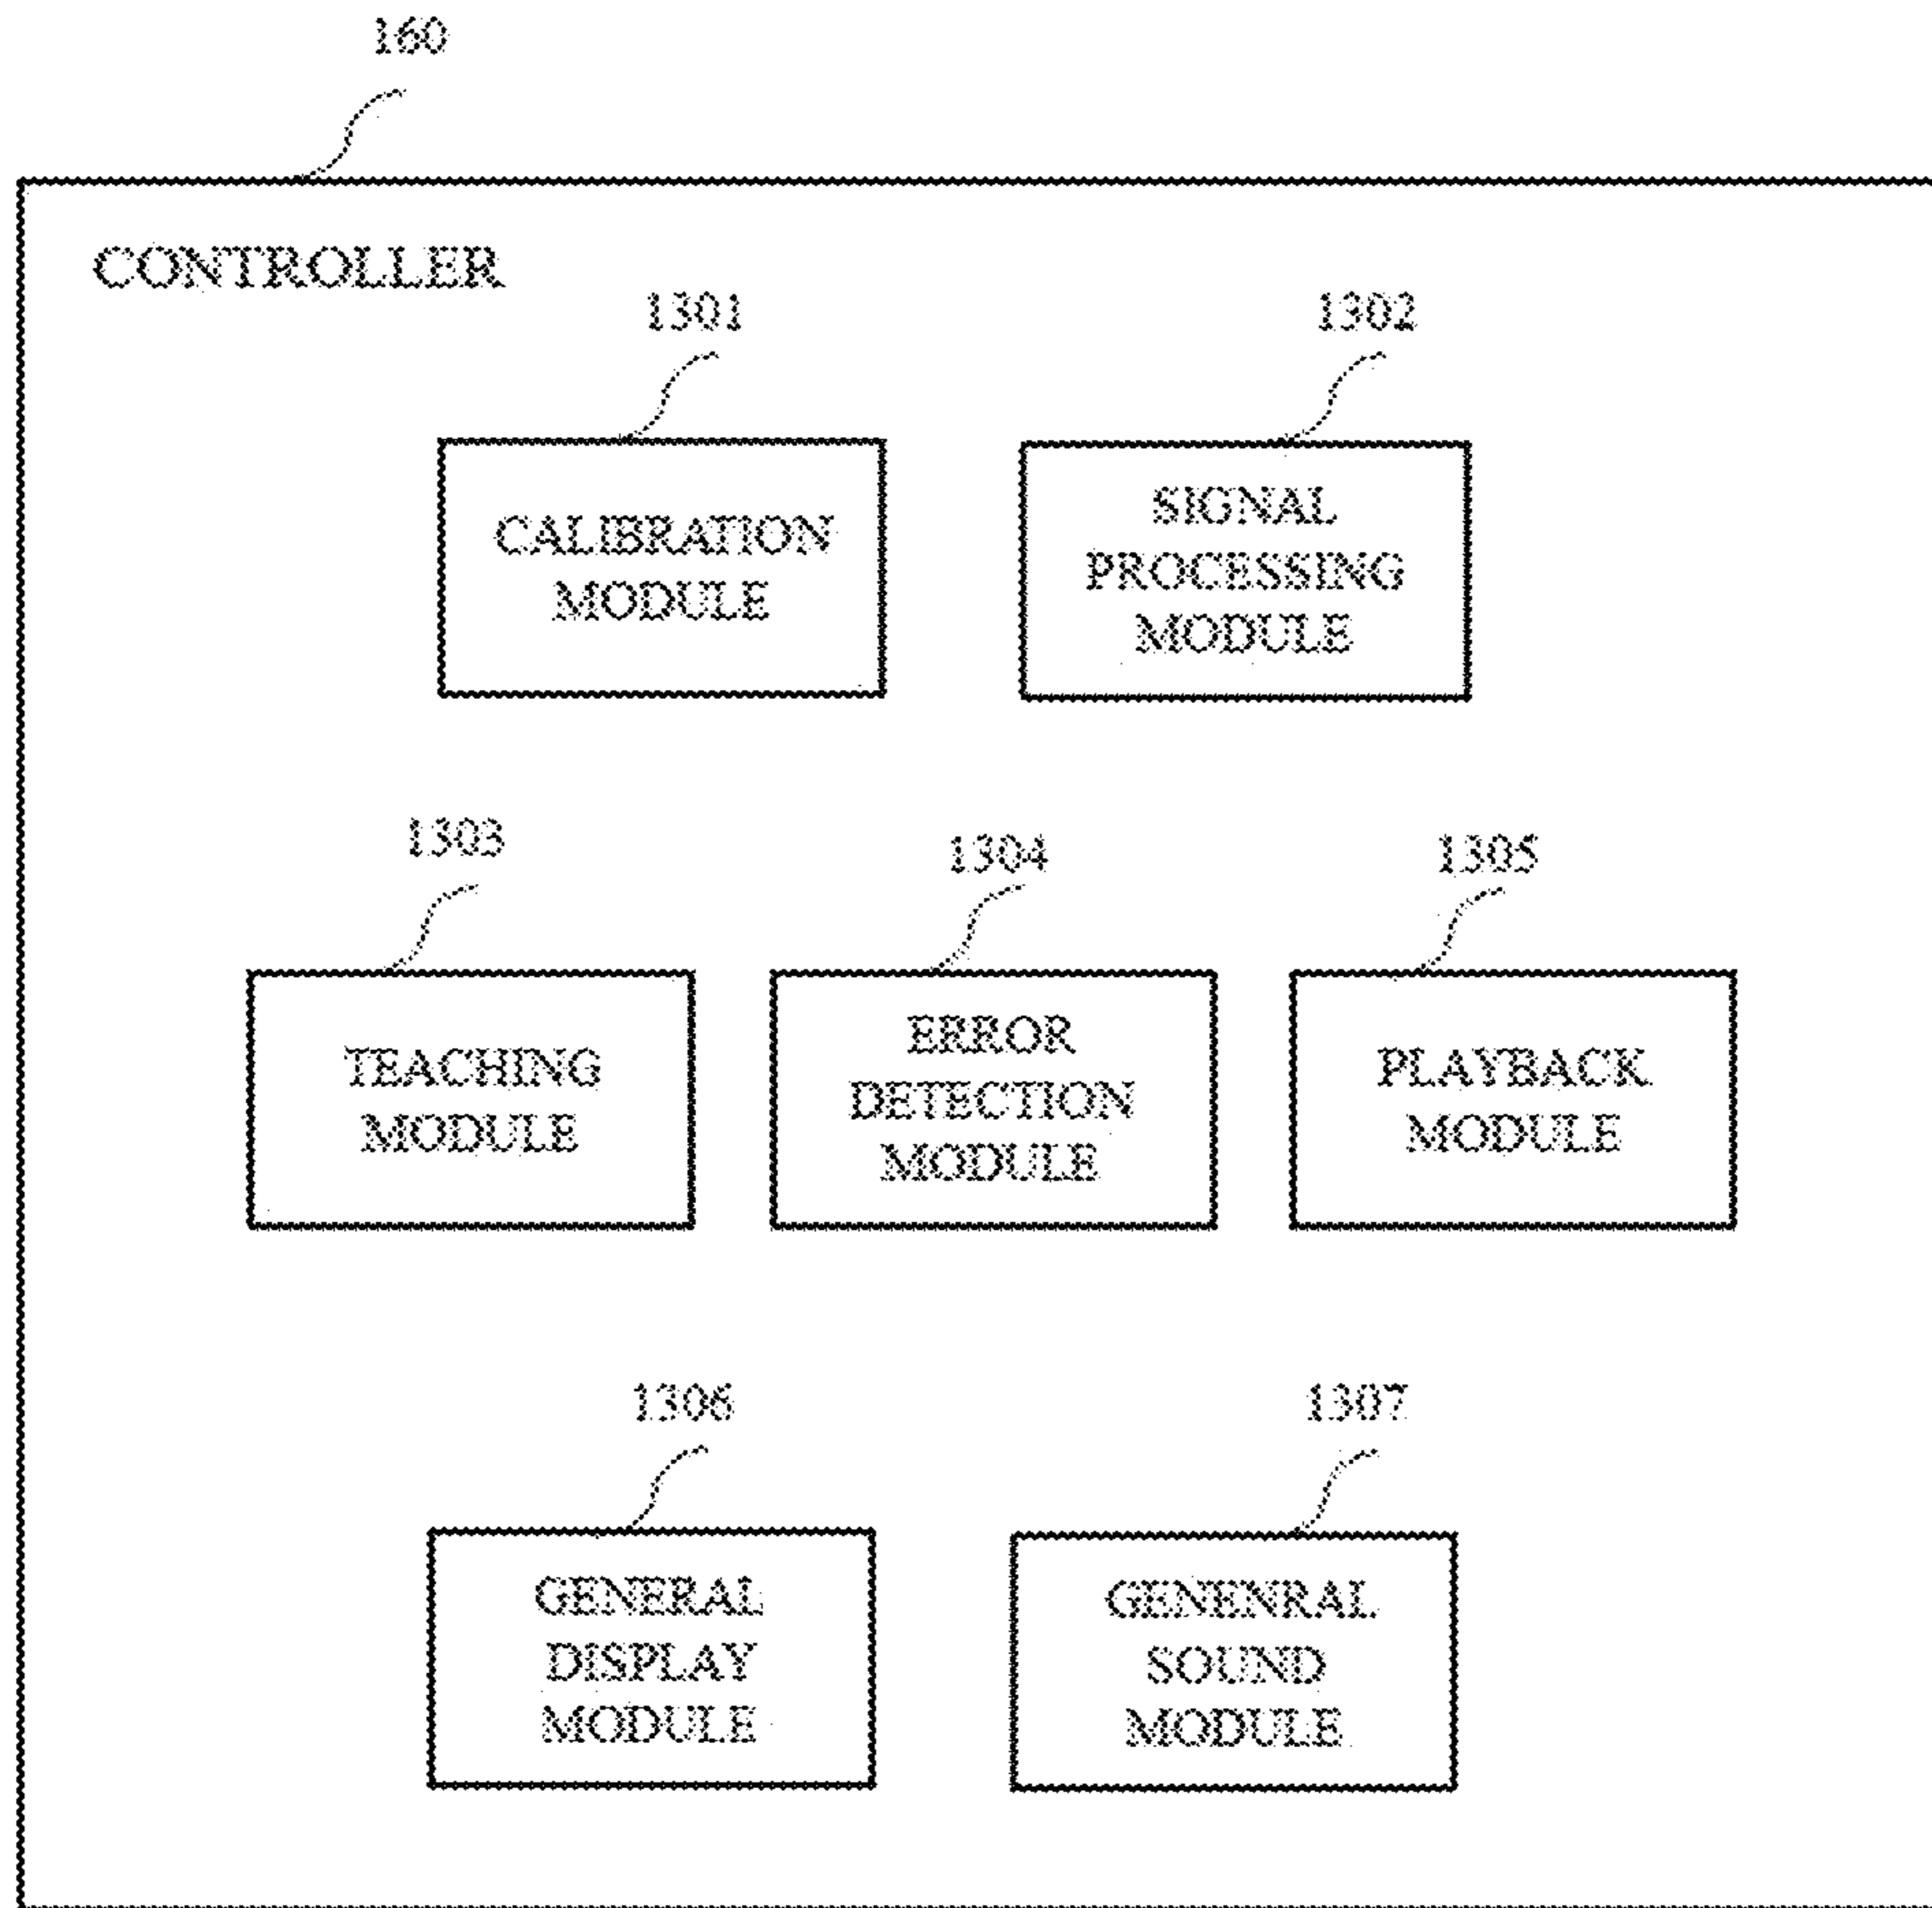 160
CONTROLLER
1301
1302
CALIBRATION
MODULE
SIGNAL
PROCESSING
MODULE
1303
1304
1305
TEACHING
MODULE
ERROR
DETECTION
MODULE
PLAYBACK
MODULE
1306
1307
GENERAL
DISPLAY
MODULE
GENENRAL
SOUND
MODULE